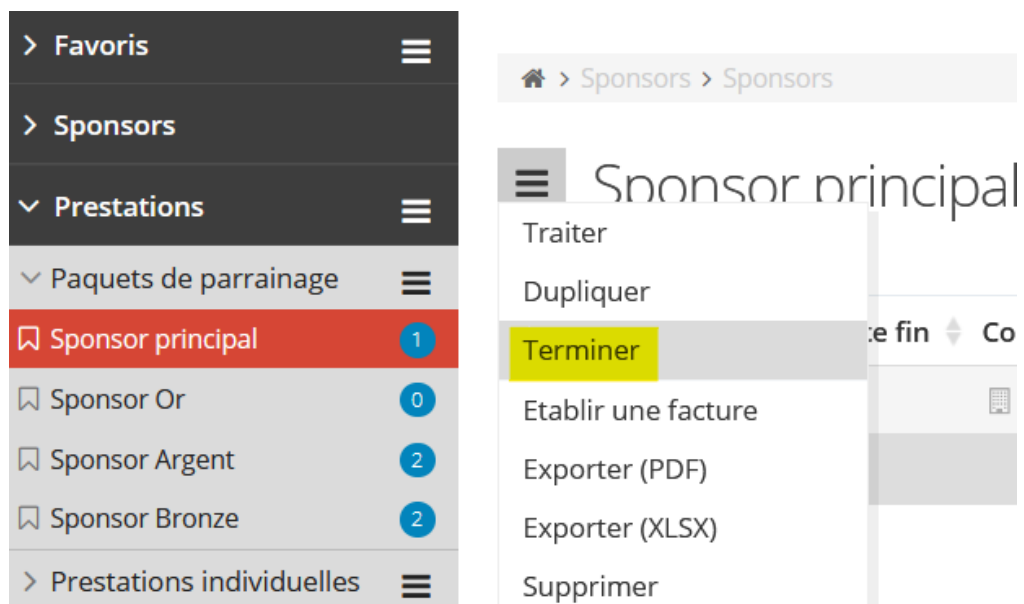 Favoris
Sponsors
Prestations
Paquets de parrainage
Sponsor principal 1
Sponsor Or 0
Sponsor Argent 2
Sponsor Bronze 2
Prestations individuelles
> Sponsors > Sponsors
Sponsor principal
Traiter
Dupliquer
Terminer
Etablir une facture
Exporter (PDF)
Exporter (XLSX)
Supprimer
fin